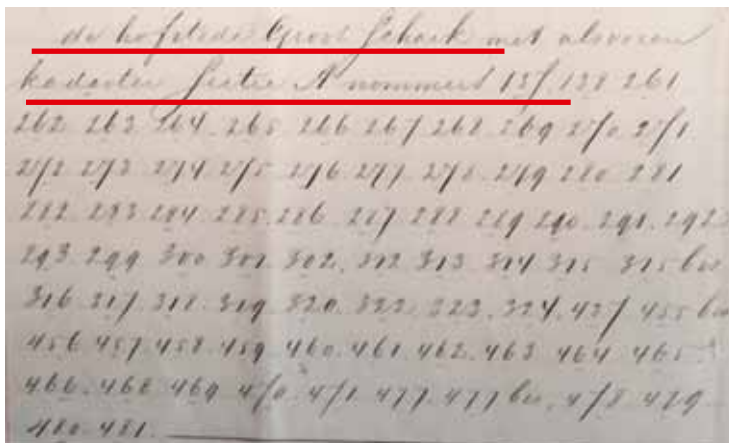 de hofstede Groot Schaek met alsvoren
kadaster Sectie A nommers 137. 138 261
262. 263. 264. 265. 266. 267. 268. 269. 270. 271.
272 273. 274. 275. 276. 277. 278. 279. 280. 281
282. 283 284. 285. 286. 287 288 289 290. 291. 292
293. 299 300 301. 302. 312. 313. 314 315 315 bis
316. 317. 318. 319 320. 322. 323. 324. 437 455 bis
456 457. 458. 459 460. 461. 462. 463 464 465
466. 468 469 470. 471. 477. 477 bis. 478 479
480. 481.